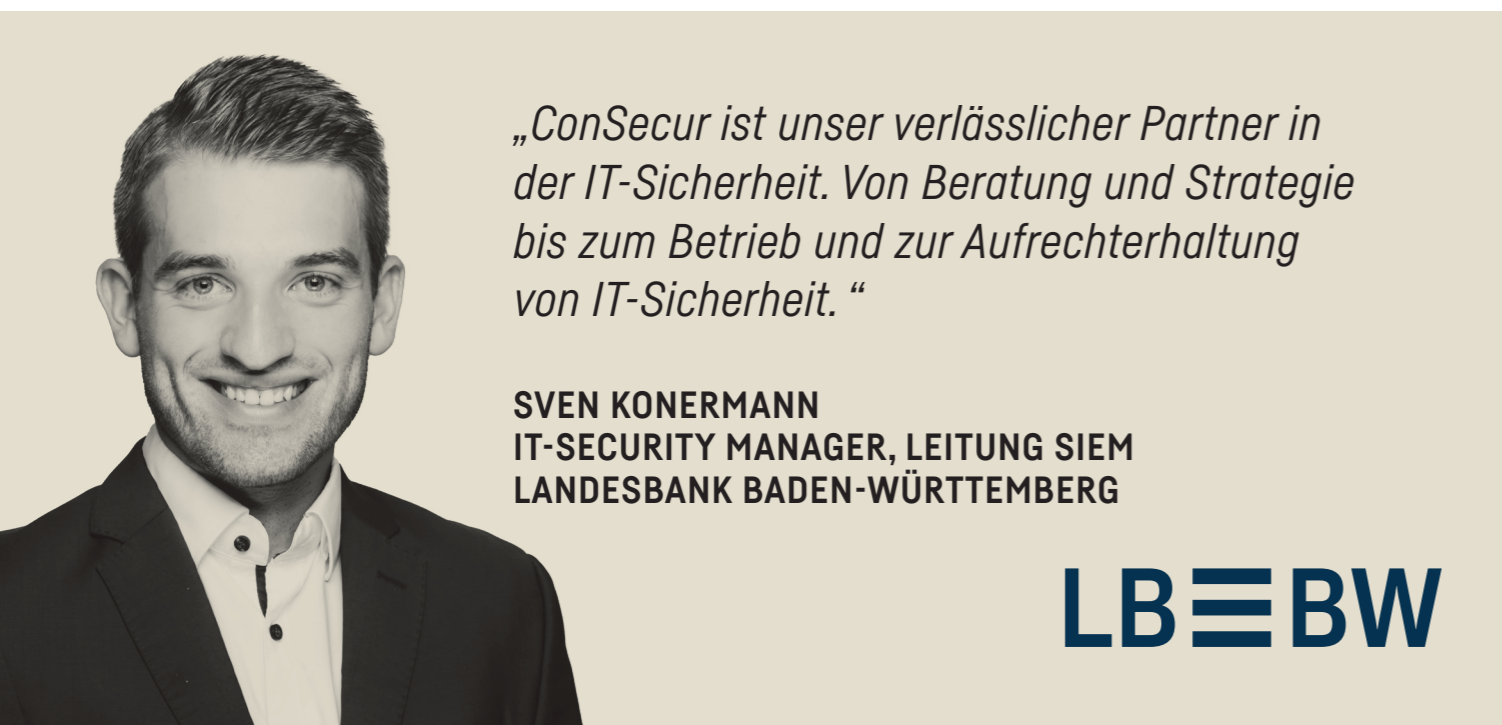 „ConSecur ist unser verlässlicher Partner in
der IT-Sicherheit. Von Beratung und Strategie
bis zum Betrieb und zur Aufrechterhaltung
von IT-Sicherheit. “
SVEN KONERMANN
IT-SECURITY MANAGER, LEITUNG SIEM
LANDESBANK BADEN-WÜRTTEMBERG
LB BW